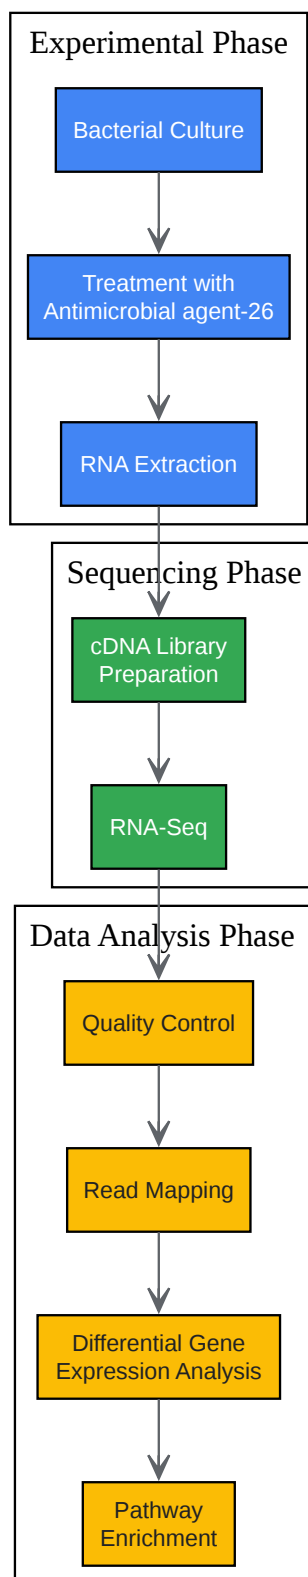 Experimental Phase
Bacterial Culture
Treatment with
Antimicrobial agent-26
RNA Extraction
Sequencing Phase
cDNA Library
Preparation
RNA-Seq
Data Analysis Phase
Quality Control
Read Mapping
Differential Gene
Expression Analysis
Pathway
Enrichment